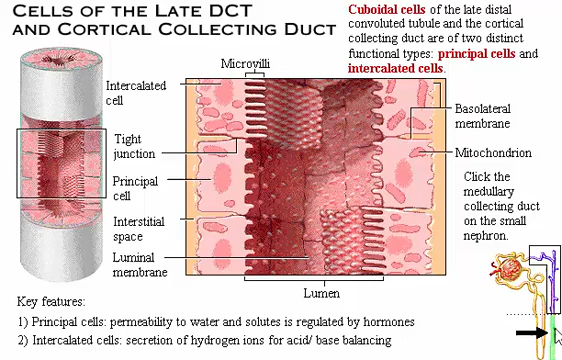 CELLS OF THE LATE DCT
AND CORTICAL COLLECTING DUCT
Cuboidal cells of the late distal
convoluted tubule and the cortical
collecting duct are of two distinct
functional types: principal cells and
intercalated cells.
Microvilli
Intercalated
cell
Tight
junction
Principal
cell
Interstitial
space
Luminal
membrane
Lumen
Basolateral
membrane
Mitochondrion
Click the
medullary
collecting duct
on the small
nephron.
Key features:
1) Principal cells: permeability to water and solutes is regulated by hormones
2) Intercalated cells: secretion of hydrogen ions for acid/ base balancing